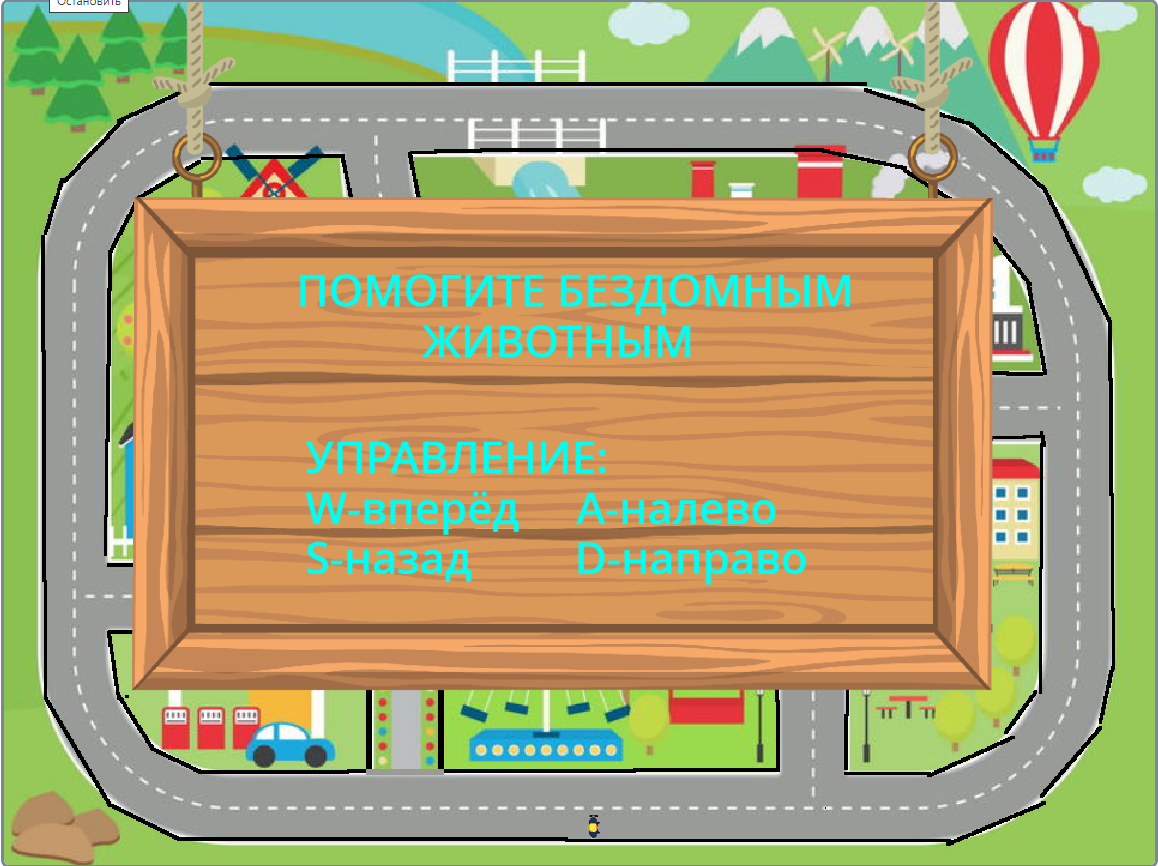 Остановить
ПОМОГИТЕ БЕЗДОМНЫМ
ЖИВОТНЫМ
УПРАВЛЕНИЕ:
W-вперёд A-налево
S-назад D-направо